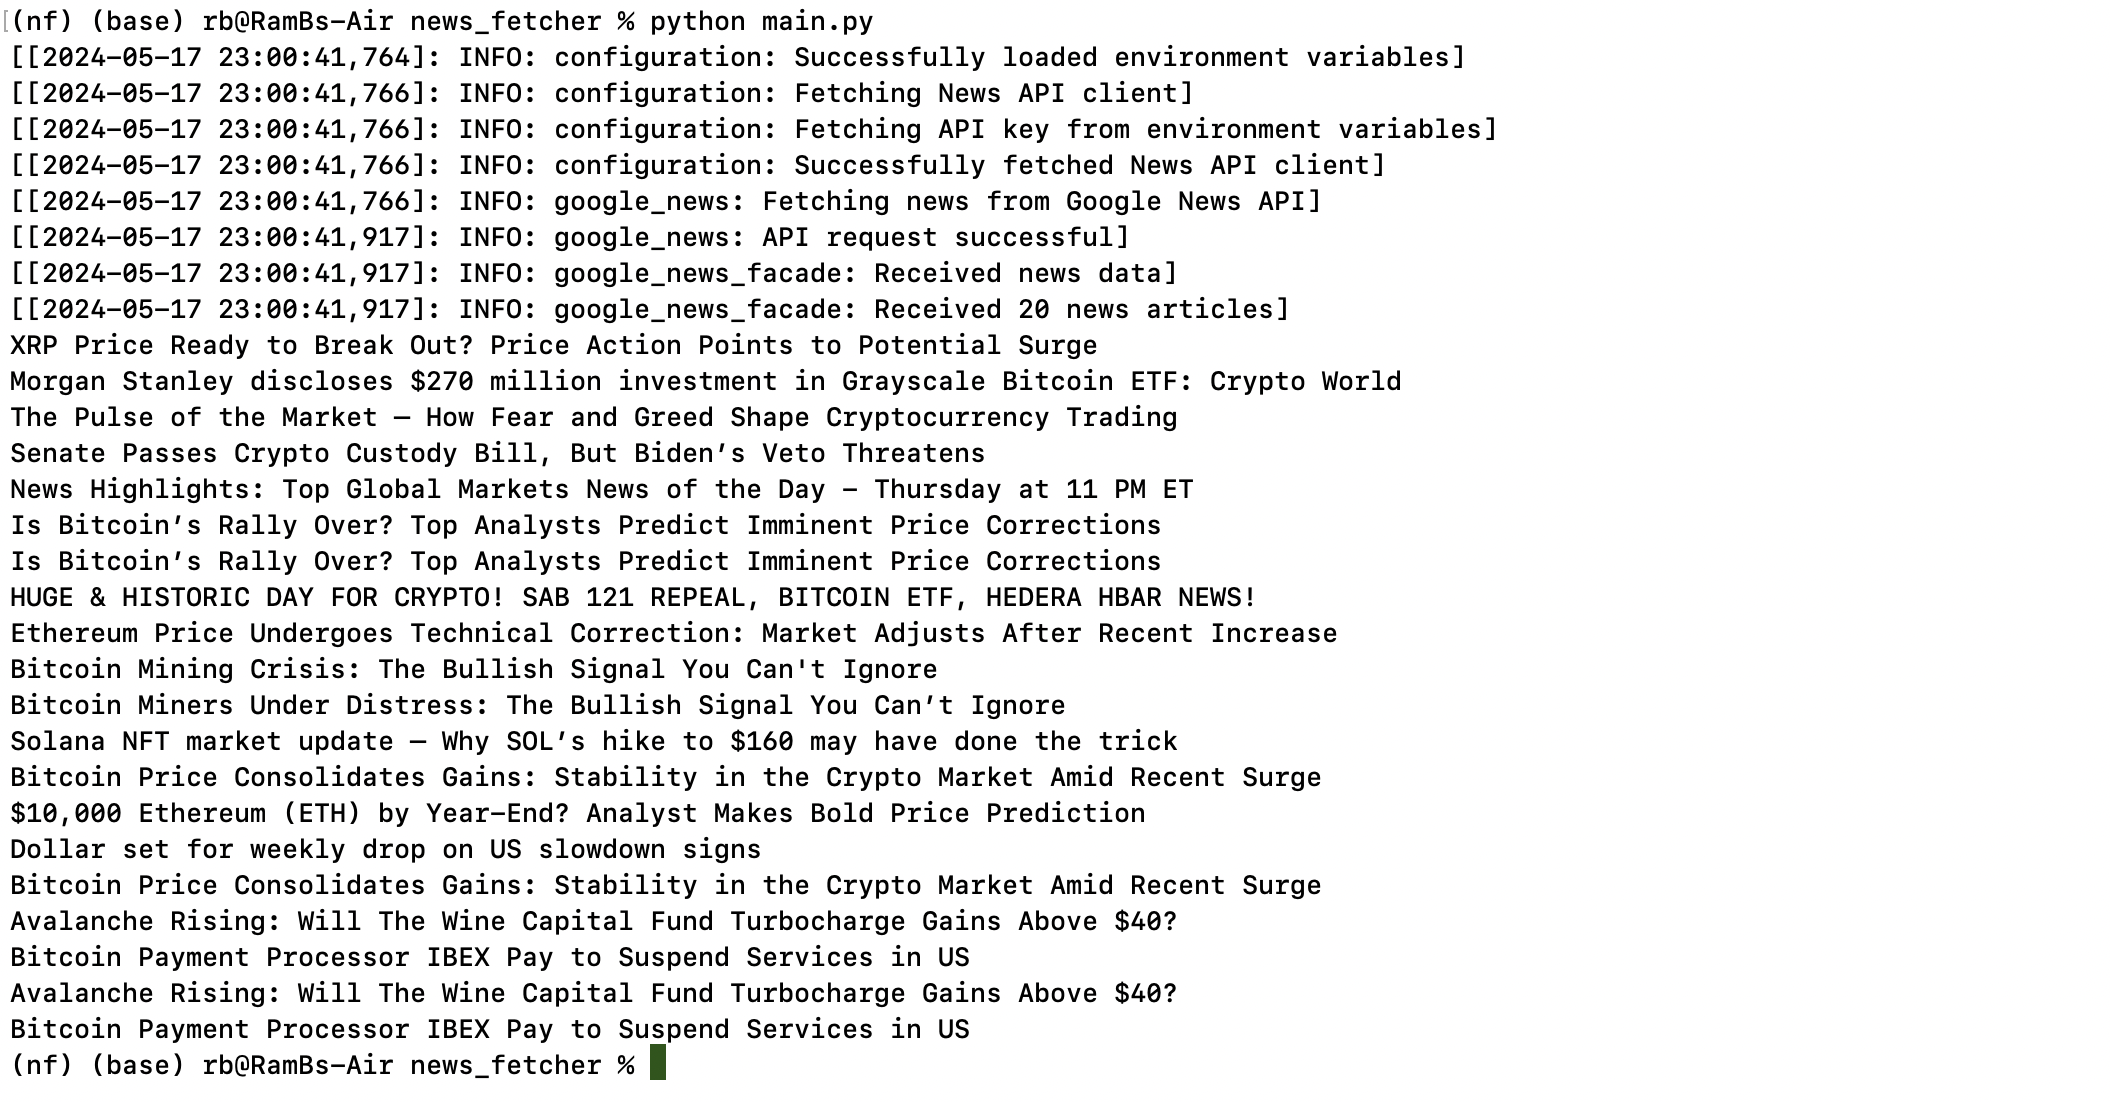 [(nf) (base) rb@RamBs-Air news_fetcher % python main.py
[[2024-05-17 23:00:41,764]: INFO: configuration: Successfully loaded environment variables]
[[2024-05-17 23:00:41,766]: INFO: configuration: Fetching News API client]
[[2024-05-17 23:00:41,766]: INFO: configuration: Fetching API key from environment variables]
[[2024-05-17 23:00:41,766]: INFO: configuration: Successfully fetched News API client]
[[2024-05-17 23:00:41,766]: INFO: google_news: Fetching news from Google News API]
[[2024-05-17 23:00:41,917]: INFO: google_news: API request successful]
[[2024-05-17 23:00:41,917]: INFO: google_news_facade: Received news data]
[[2024-05-17 23:00:41,917]: INFO: google_news_facade: Received 20 news articles]
XRP Price Ready to Break Out? Price Action Points to Potential Surge
Morgan Stanley discloses $270 million investment in Grayscale Bitcoin ETF: Crypto World
The Pulse of the Market — How Fear and Greed Shape Cryptocurrency Trading
Senate Passes Crypto Custody Bill, But Biden’s Veto Threatens
News Highlights: Top Global Markets News of the Day - Thursday at 11 PM ET
Is Bitcoin’s Rally Over? Top Analysts Predict Imminent Price Corrections
Is Bitcoin’s Rally Over? Top Analysts Predict Imminent Price Corrections
HUGE & HISTORIC DAY FOR CRYPTO! SAB 121 REPEAL, BITCOIN ETF, HEDERA HBAR NEWS!
Ethereum Price Undergoes Technical Correction: Market Adjusts After Recent Increase
Bitcoin Mining Crisis: The Bullish Signal You Can't Ignore
Bitcoin Miners Under Distress: The Bullish Signal You Can’t Ignore
Solana NFT market update — Why SOL’s hike to $160 may have done the trick
Bitcoin Price Consolidates Gains: Stability in the Crypto Market Amid Recent Surge
$10,000 Ethereum (ETH) by Year-End? Analyst Makes Bold Price Prediction
Dollar set for weekly drop on US slowdown signs
Bitcoin Price Consolidates Gains: Stability in the Crypto Market Amid Recent Surge
Avalanche Rising: Will The Wine Capital Fund Turbocharge Gains Above $40?
Bitcoin Payment Processor IBEX Pay to Suspend Services in US
Avalanche Rising: Will The Wine Capital Fund Turbocharge Gains Above $40?
Bitcoin Payment Processor IBEX Pay to Suspend Services in US
(nf) (base) rb@RamBs-Air news_fetcher %